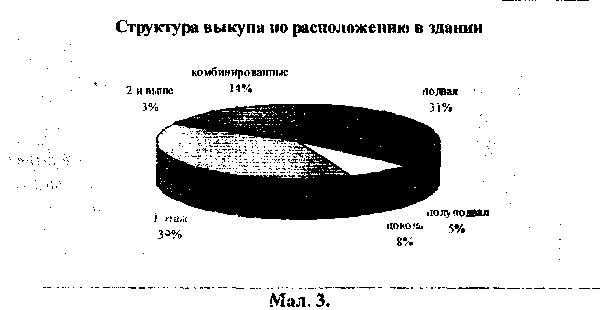 Структура выкупа по расположению в здании
комбинированные
14%
2 и выше
3%
подвал
31%
1 этаж
39%
цоколь
8%
полуподвал
5%
Мал. 3.